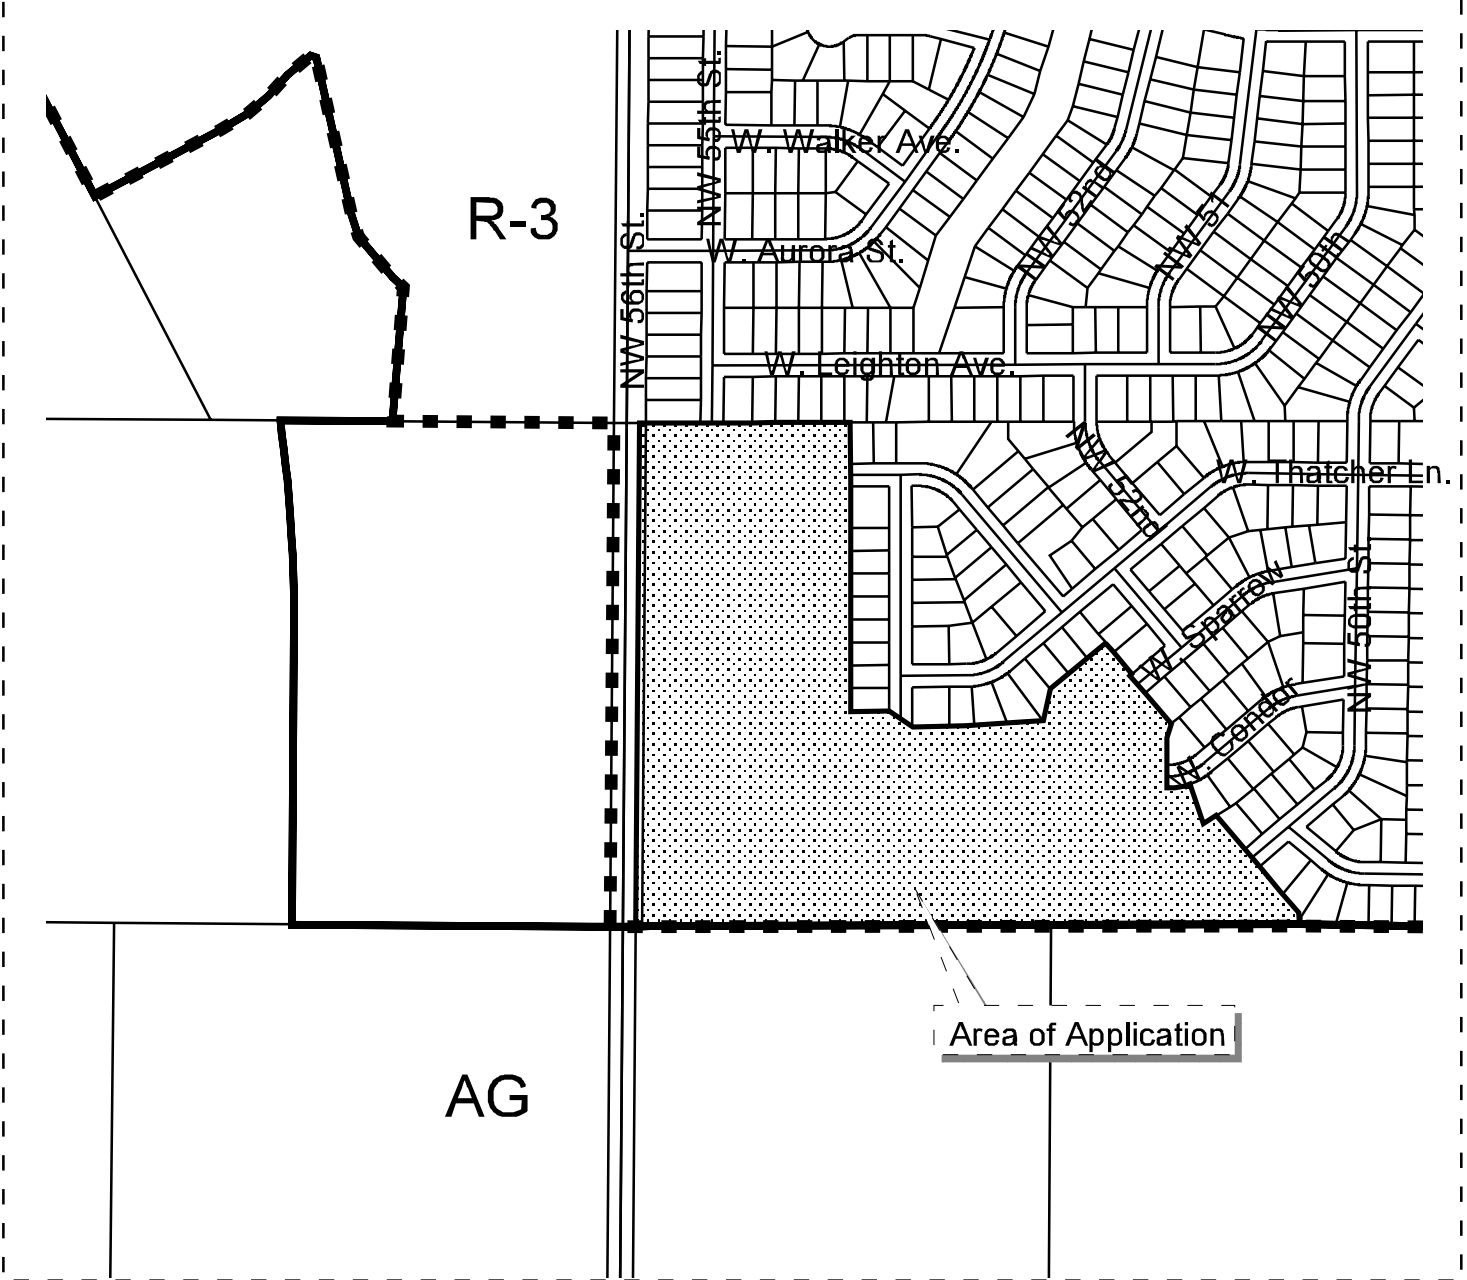 NW 55th St.
W. Walker Ave.
R-3
NW 56th St.
W. Aurora St.
NW 52nd
NW 51
NW 50th
W. Leighton Ave.
NW 52nd
W. Thatcher Ln.
W. Sparrow
NW 50th St.
W. Condor
Area of Application
AG